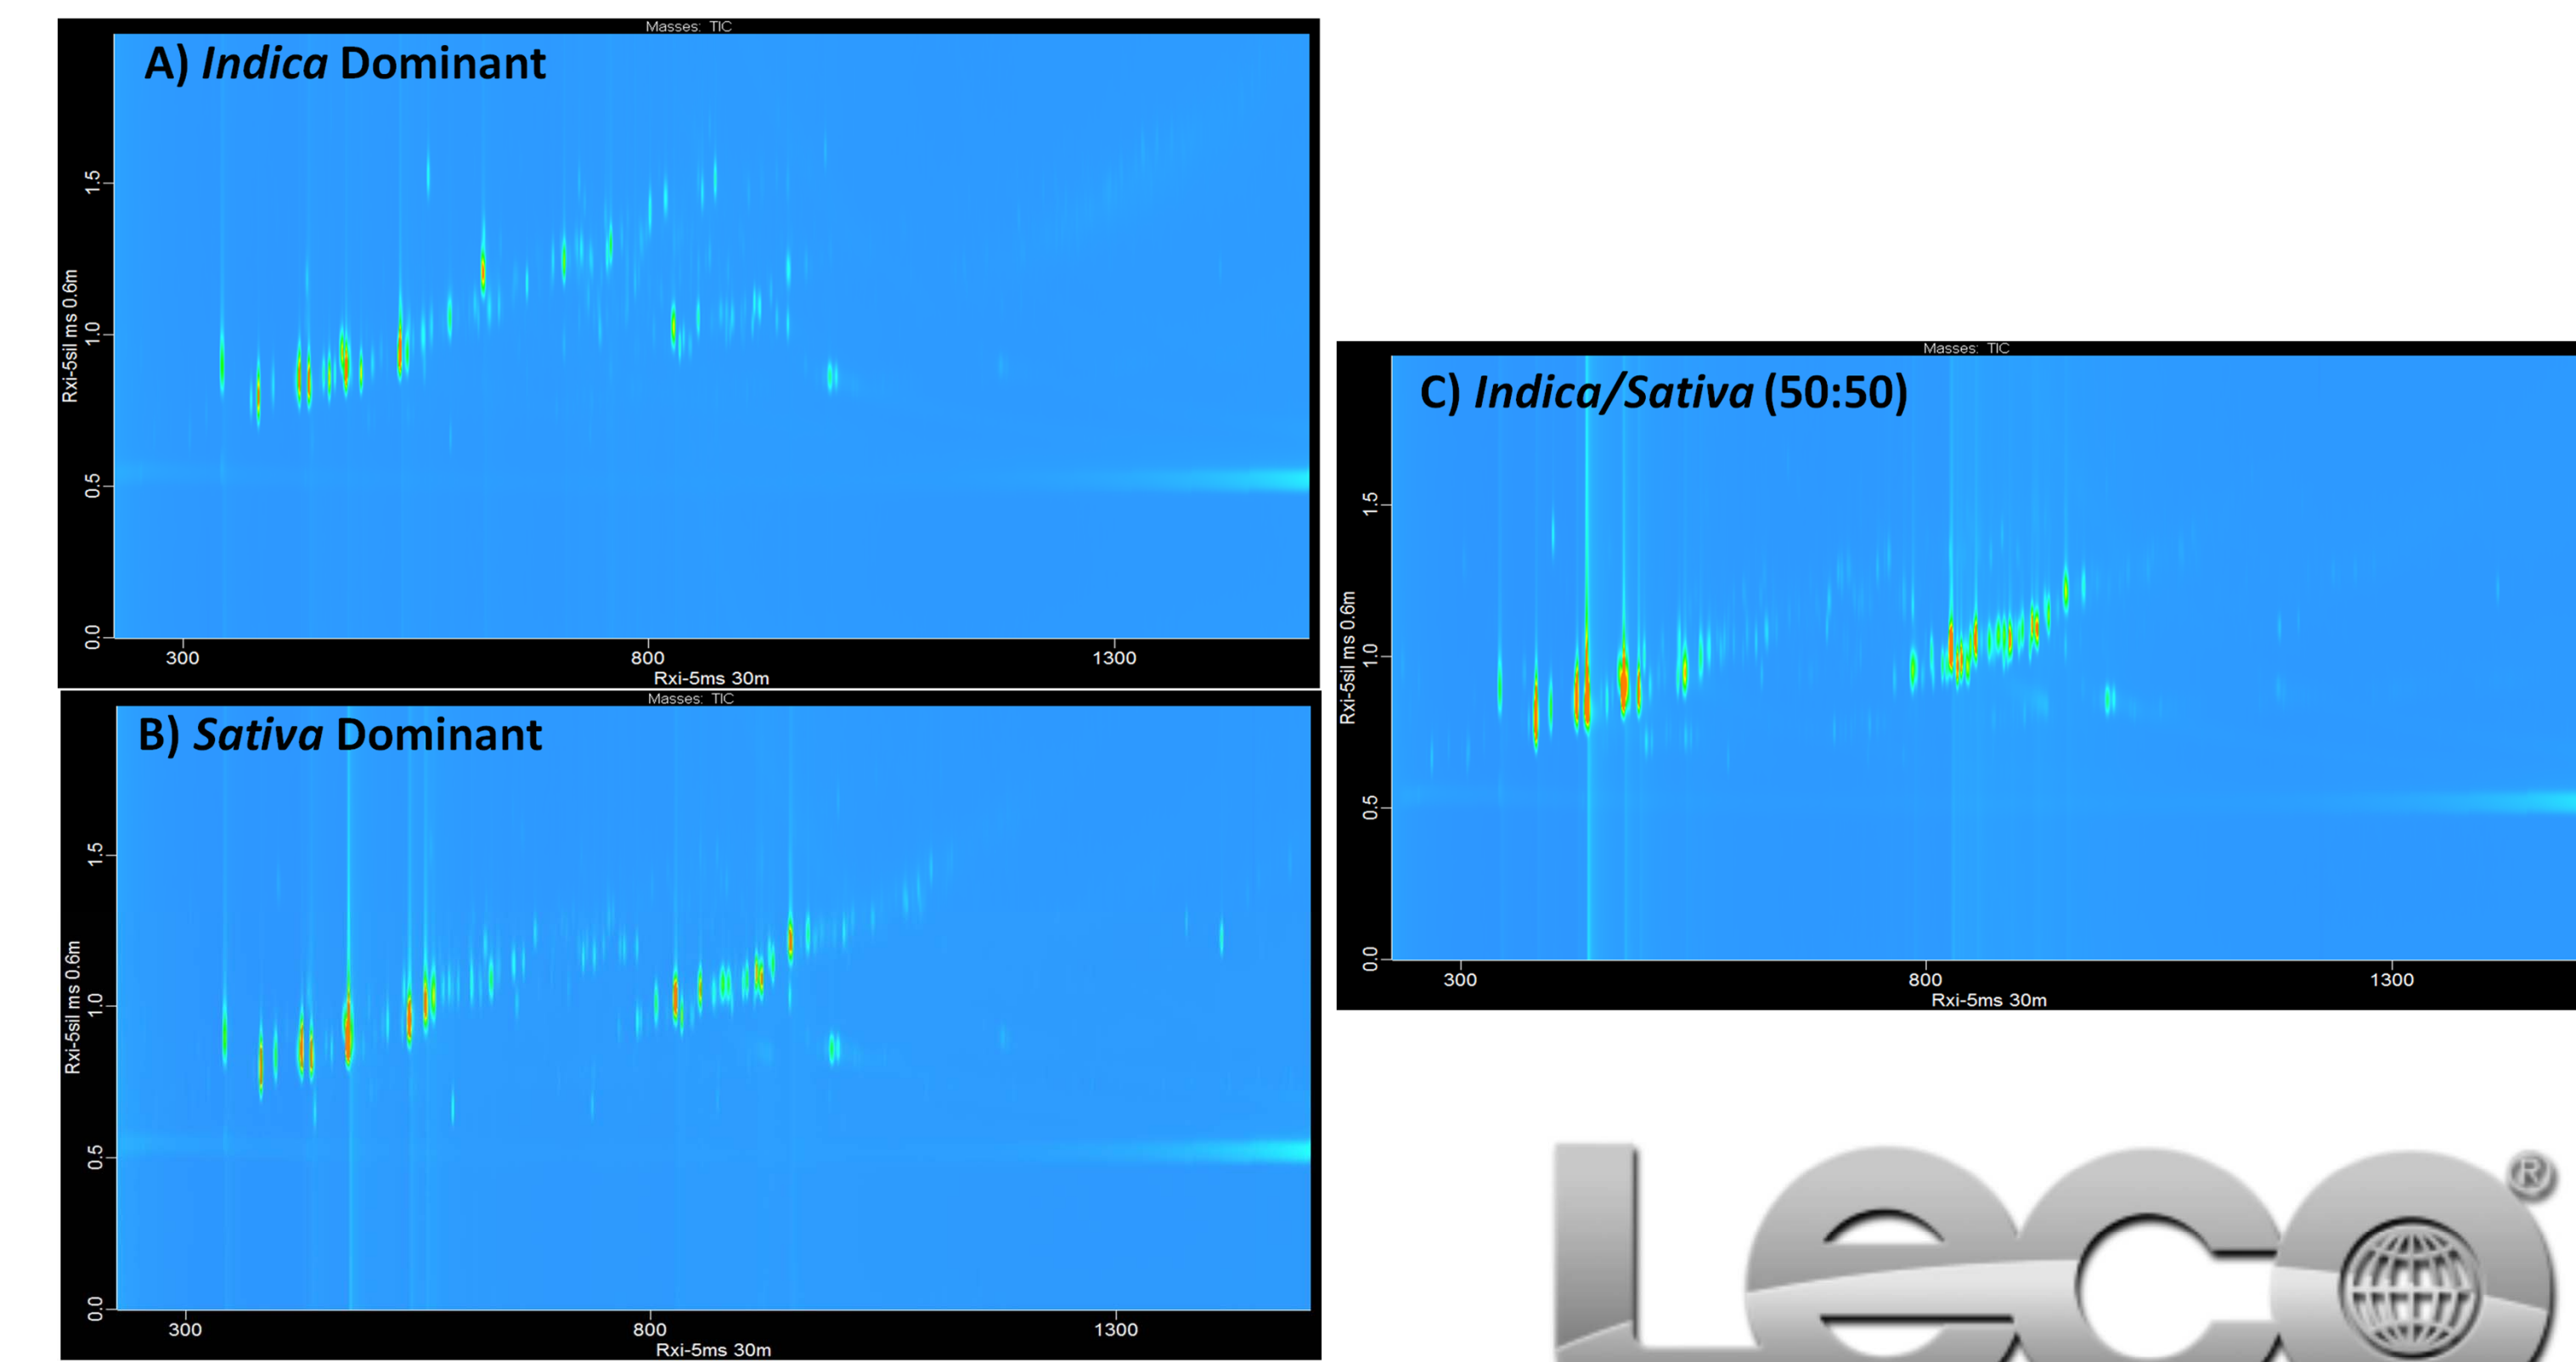 Masses: TIC
A) Indica Dominant
1.5
1.0
0.5
0.0
Rxi-5sil ms 0.6m
300 800 1300
Rxi-5ms 30m
Masses: TIC
B) Sativa Dominant
1.5
1.0
0.5
0.0
Rxi-5sil ms 0.6m
300 800 1300
Rxi-5ms 30m
Masses: TIC
C) Indica/Sativa (50:50)
1.5
1.0
0.5
0.0
Rxi-5sil ms 0.6m
300 800 1300
Rxi-5ms 30m
Leco®